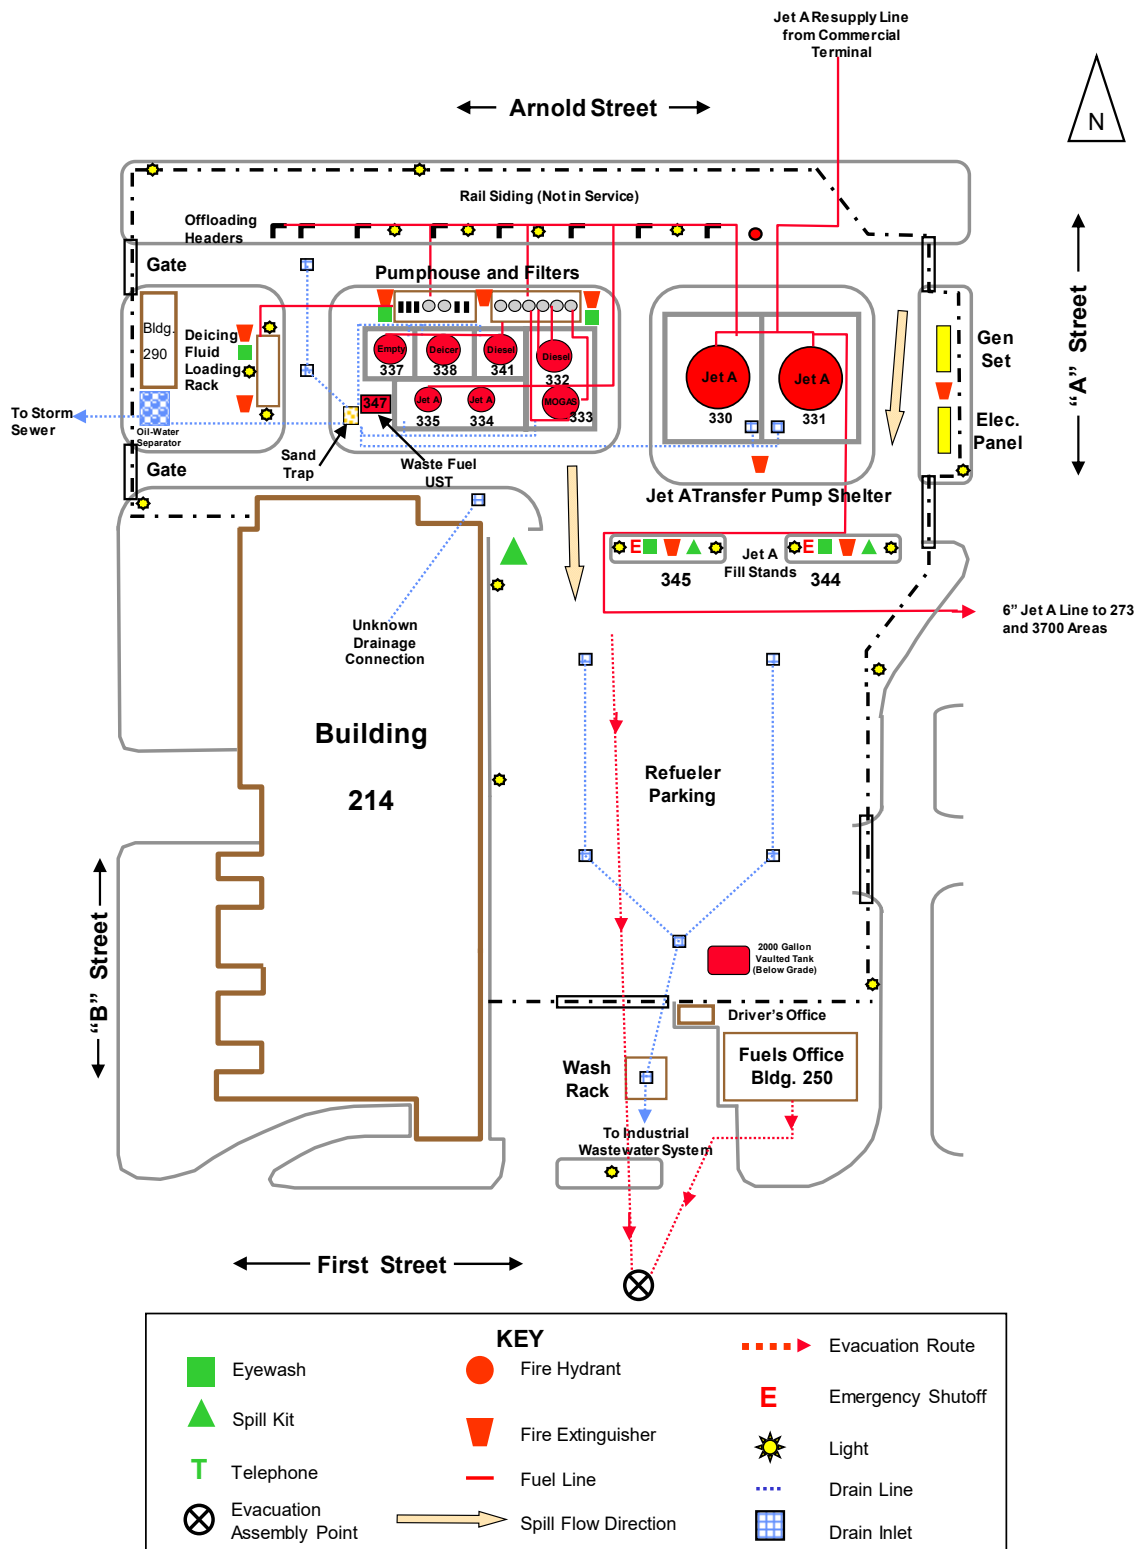 Jet A Resupply Line
from Commercial
Terminal
Arnold Street
N
Rail Siding (Not in Service)
Offloading
Headers
Gate
Pumphouse and Filters
"A" Street
Bldg.
290
Deicing
Fluid
Loading
Rack
Empty
337
Deicer
338
Diesel
341
Diesel
332
Jet A
330
Jet A
331
Gen
Set
Elec.
Panel
347
Jet A
335
Jet A
334
MOGAS
333
To Storm
Sewer
Oil-Water
Separator
Sand
Trap
Waste Fuel
UST
Gate
Jet A Transfer Pump Shelter
E
E
Jet A
Fill Stands
345
344
6" Jet A Line to 273
and 3700 Areas
Unknown
Drainage
Connection
Building
214
Refueler
Parking
"B" Street
2000 Gallon
Vaulted Tank
(Below Grade)
Driver's Office
Fuels Office
Bldg. 250
Wash
Rack
To Industrial
Wastewater System
First Street
KEY
Eyewash
Fire Hydrant
Evacuation Route
Spill Kit
Fire Extinguisher
E
Emergency Shutoff
T
Telephone
Fuel Line
Light
Evacuation
Assembly Point
Spill Flow Direction
Drain Line
Drain Inlet